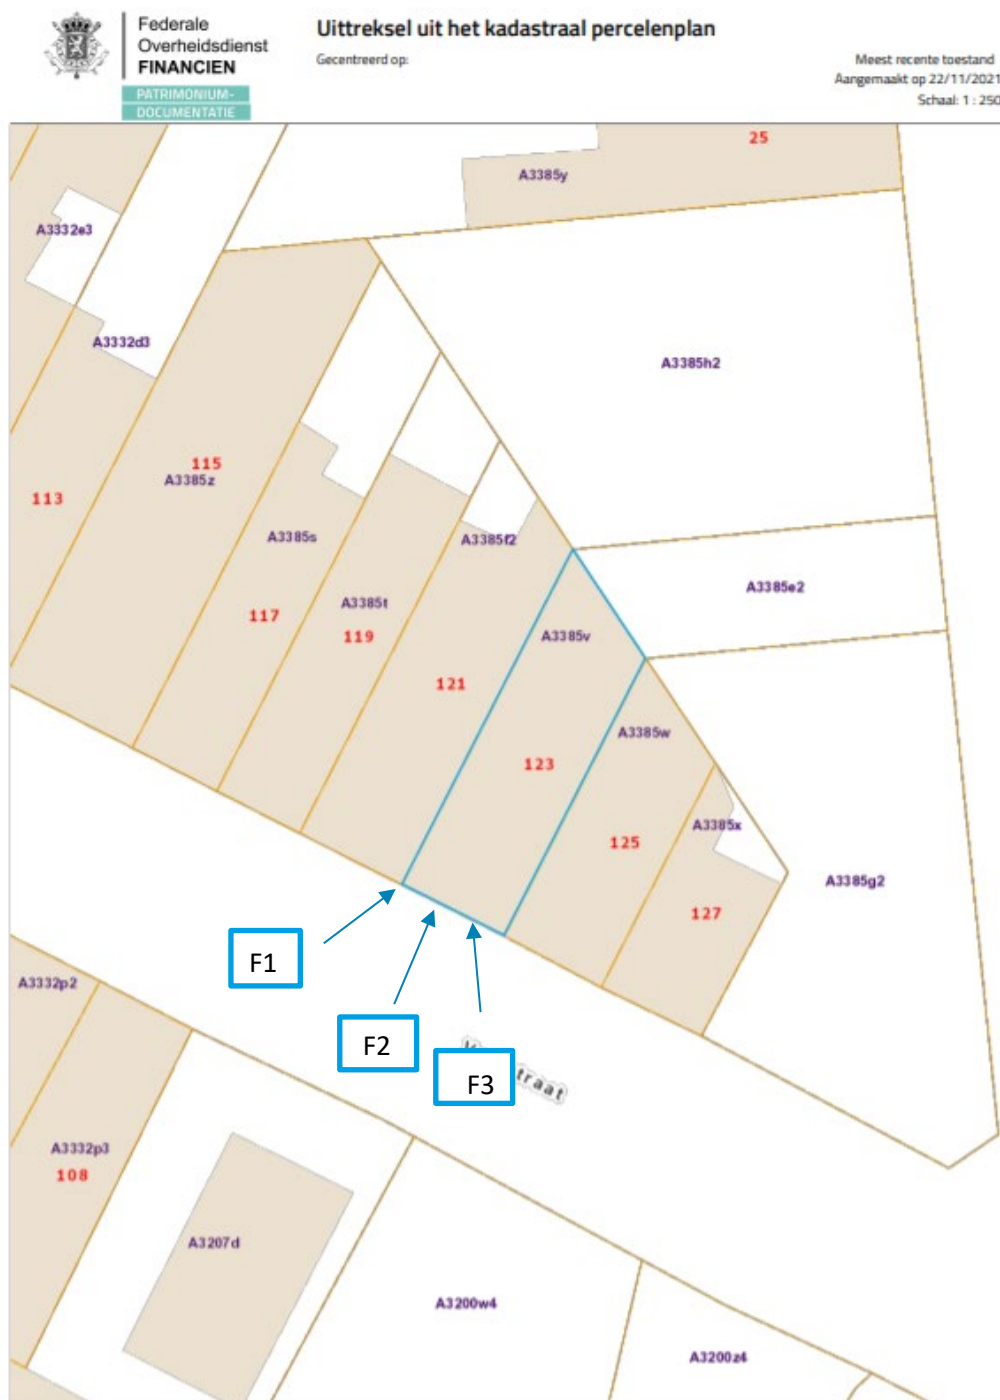 Federale
Overheidsdienst
FINANCIEN
PATRIMONIUM-
DOCUMENTATIE
Uittreksel uit het kadastraal percelenplan
Gecentreerd op:
Meest recente toestand
Aangemaakt op 22/11/2021
Schaal: 1 : 250
25
A3385y
A3332e3
A3332d3
A3385h2
115
A3385z
113
A3385s
A3385f2
A3385e2
A3385t
117
119
A3385v
121
A3385w
123
A3385x
125
A3385g2
127
F1
A3332p2
F2
F3
traat
A3332p3
108
A3207d
A3200w4
A3200z4